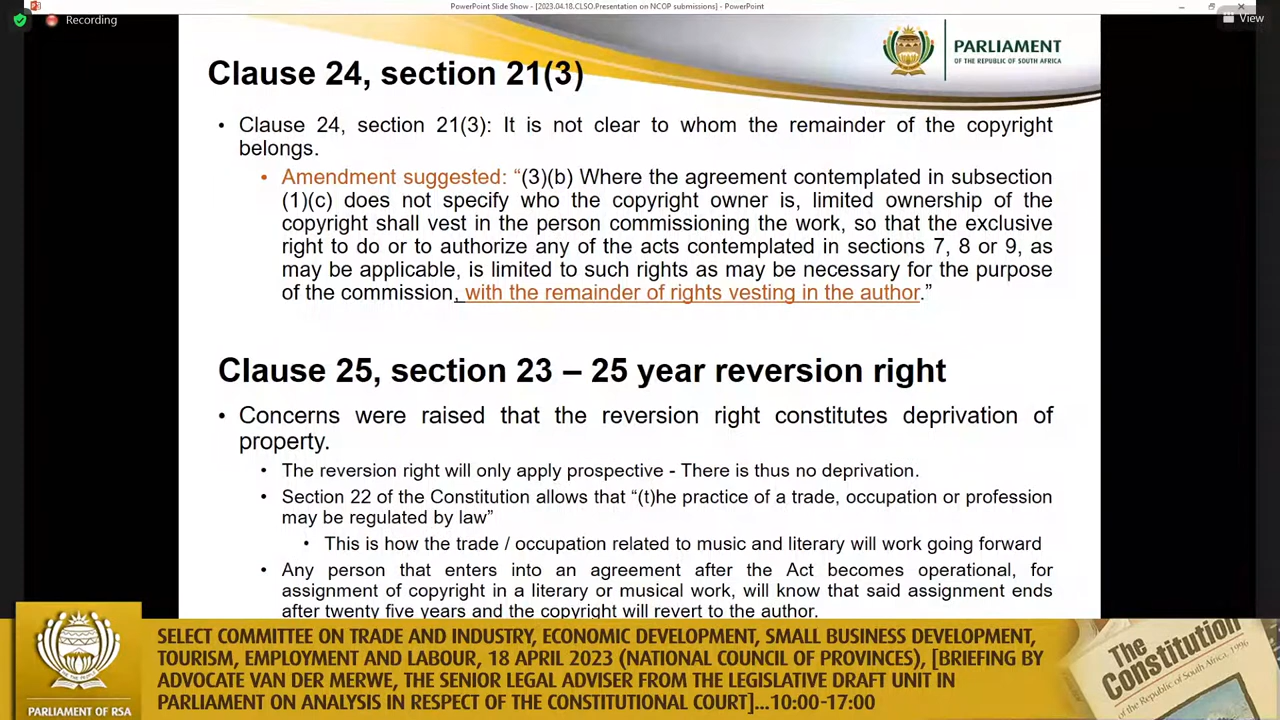 PowerPoint Slide Show - [2023.04.18.CLSO.Presentation on NCOP submissions] - PowerPoint
Recording
View
PARLIAMENT
OF THE REPUBLIC OF SOUTH AFRICA
Clause 24, section 21(3)
• Clause 24, section 21(3): It is not clear to whom the remainder of the copyright
belongs.
• Amendment suggested: “(3)(b) Where the agreement contemplated in subsection
(1)(c) does not specify who the copyright owner is, limited ownership of the
copyright shall vest in the person commissioning the work, so that the exclusive
right to do or to authorize any of the acts contemplated in sections 7, 8 or 9, as
may be applicable, is limited to such rights as may be necessary for the purpose
of the commission, with the remainder of rights vesting in the author.”
Clause 25, section 23 – 25 year reversion right
• Concerns were raised that the reversion right constitutes deprivation of
property.
• The reversion right will only apply prospective - There is thus no deprivation.
• Section 22 of the Constitution allows that “(t)he practice of a trade, occupation or profession
may be regulated by law”
• This is how the trade / occupation related to music and literary will work going forward
• Any person that enters into an agreement after the Act becomes operational, for
assignment of copyright in a literary or musical work, will know that said assignment ends
after twenty five years and the copyright will revert to the author.
SELECT COMMITTEE ON TRADE AND INDUSTRY, ECONOMIC DEVELOPMENT, SMALL BUSINESS DEVELOPMENT,
TOURISM, EMPLOYMENT AND LABOUR, 18 APRIL 2023 (NATIONAL COUNCIL OF PROVINCES), [BRIEFING BY
ADVOCATE VAN DER MERWE, THE SENIOR LEGAL ADVISER FROM THE LEGISLATIVE DRAFT UNIT IN
PARLIAMENT ON ANALYSIS IN RESPECT OF THE CONSTITUTIONAL COURT]...10:00-17:00
PARLIAMENT OF RSA
The
Constitution
of the Republic of South Africa, 1996